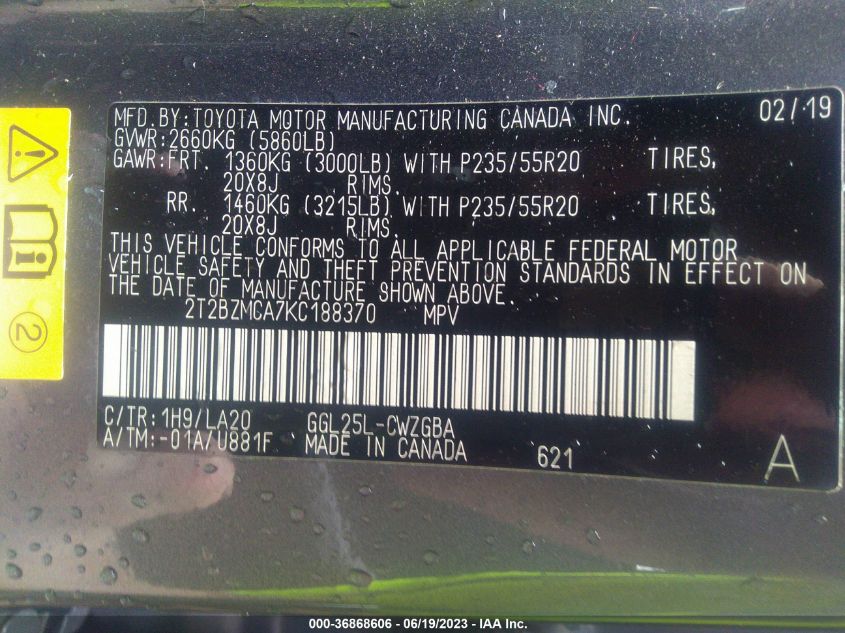 MFD.BY:TOYOTA MOTOR MANUFACTURING CANADA INC. 02/19
GVWR:2660KG (5860LB)
GAWR:FRT. 1360KG (3000LB) WITH P235/55R20 TIRES,
20X8J RIMS.
RR. 1460KG (3215LB) WITH P235/55R20 TIRES,
20X8J RIMS.
THIS VEHICLE CONFORMS TO ALL APPLICABLE FEDERAL MOTOR
VEHICLE SAFETY AND THEFT PREVENTION STANDARDS IN EFFECT ON
THE DATE OF MANUFACTURE SHOWN ABOVE.
2T2BZMCA7KC188370 MPV
C/TR:1H9/LA20 GGL25L-CWZGBA
A/TM:-01A/U881F MADE IN CANADA 621 A
2
000-36868606 - 06/19/2023 - IAA Inc.